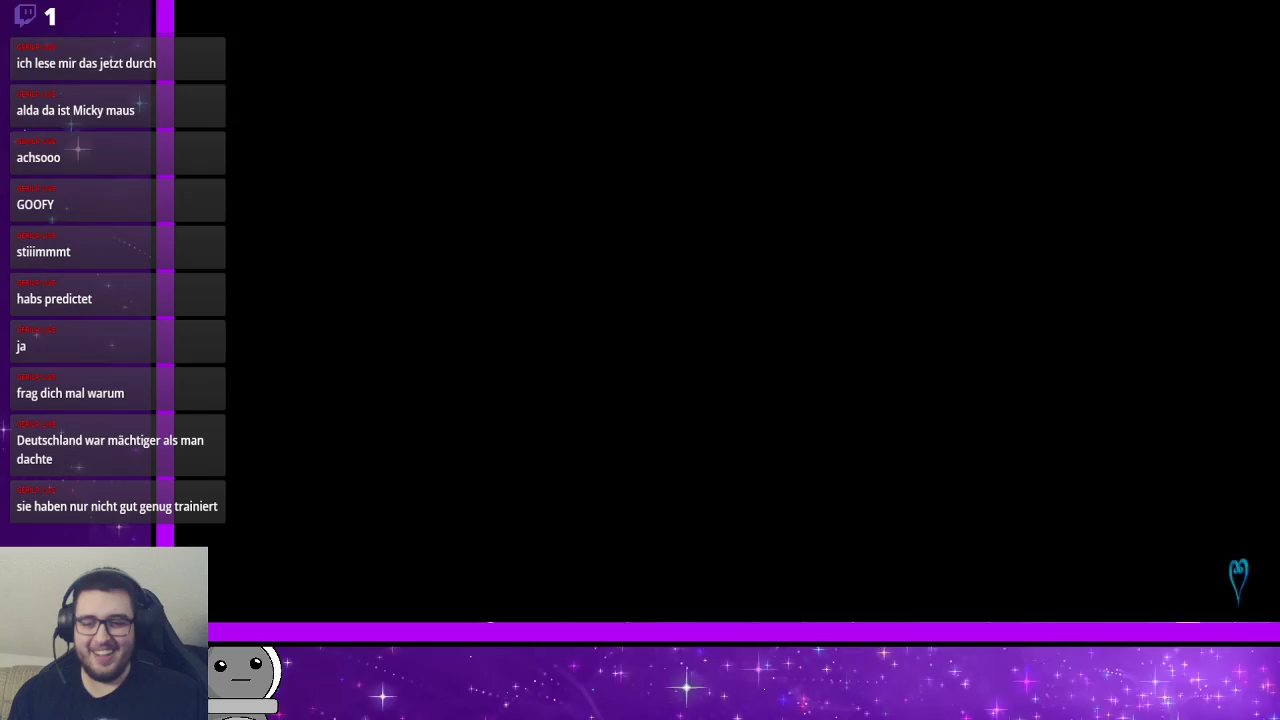 1
ich lese mir das jetzt durch
alda da ist Micky maus
achsooo
GOOFY
stiiimmmt
habs predictet
ja
frag dich mal warum
Deutschland war mächtiger als man
dachte
sie haben nur nicht gut genug trainiert